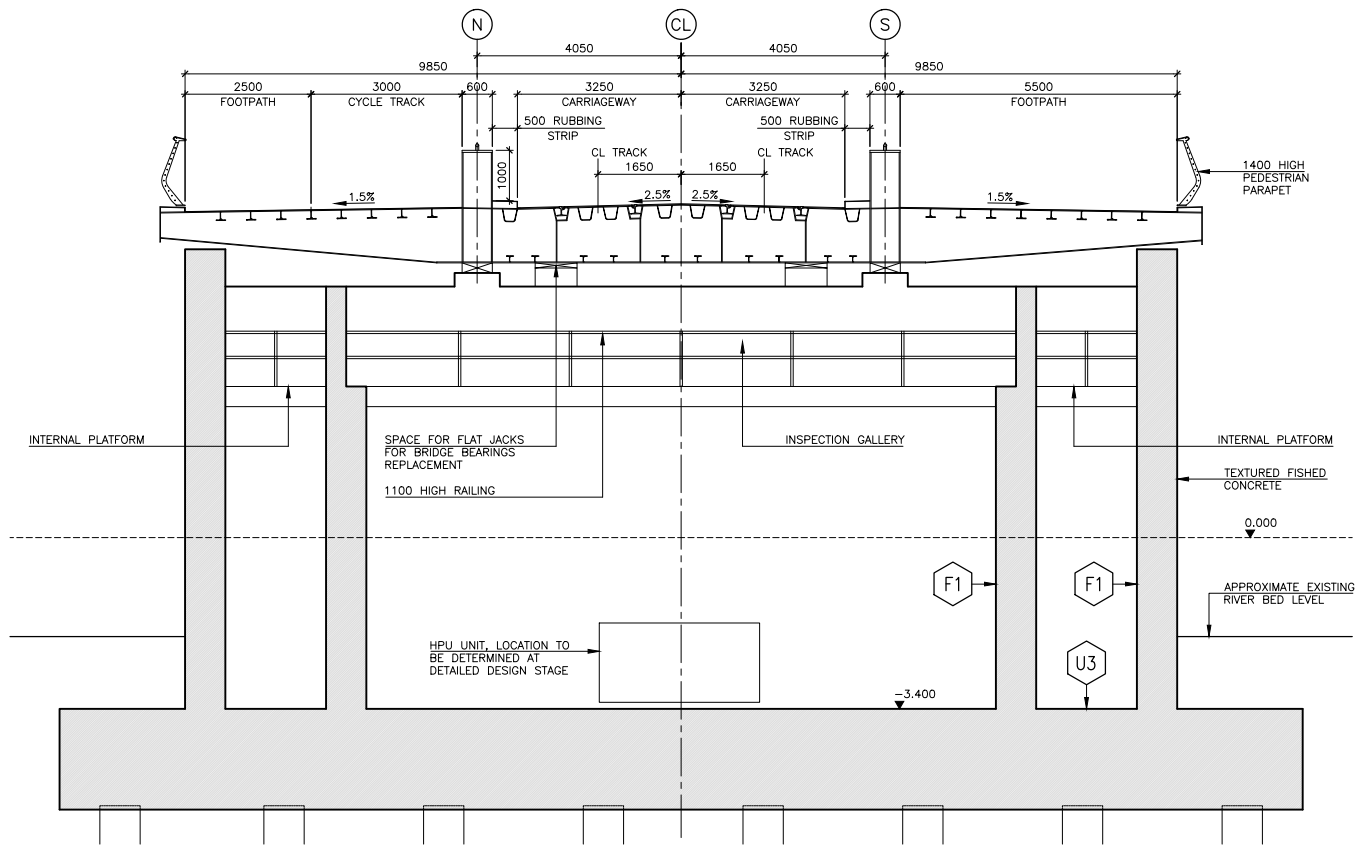 N
CL
S
4050
4050
9850
9850
2500
3000
600
3250
3250
600
5500
FOOTPATH
CYCLE TRACK
CARRIAGEWAY
CARRIAGEWAY
FOOTPATH
500 RUBBING
STRIP
500 RUBBING
STRIP
CL TRACK
CL TRACK
1650
1650
1000
1400 HIGH
PEDESTRIAN
PARAPET
1.5%
2.5%
2.5%
1.5%
INTERNAL PLATFORM
SPACE FOR FLAT JACKS
FOR BRIDGE BEARINGS
REPLACEMENT
INSPECTION GALLERY
INTERNAL PLATFORM
1100 HIGH RAILING
TEXTURED FISHED
CONCRETE
0.000
F1
F1
APPROXIMATE EXISTING
RIVER BED LEVEL
HPU UNIT, LOCATION TO
BE DETERMINED AT
DETAILED DESIGN STAGE
U3
-3.400